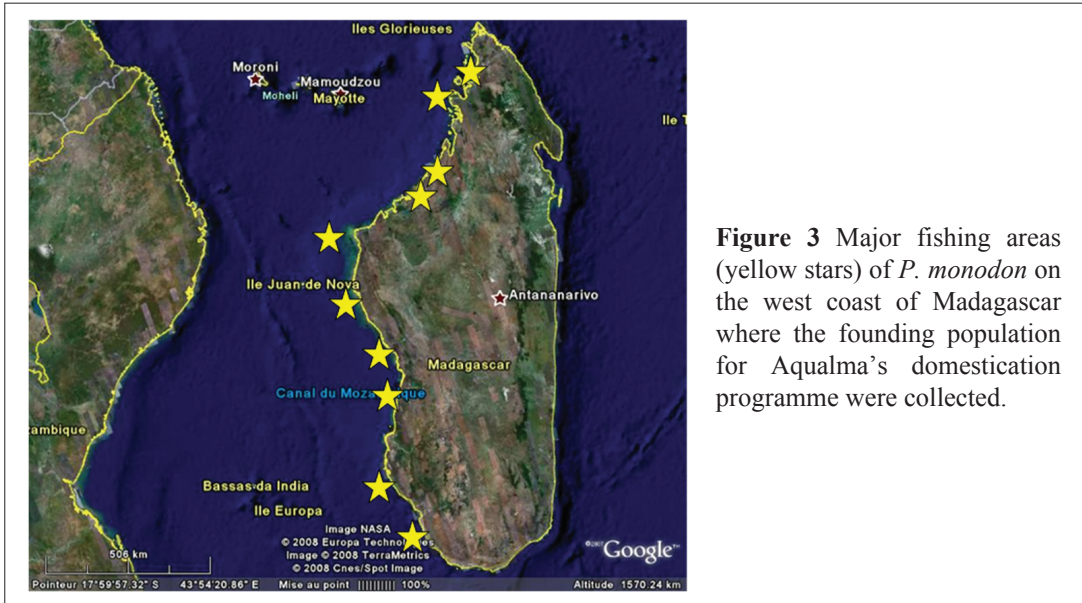 Iles Glorieuses
Moroni
Mamoudzou
Moheli
Mayotte
Ile Juan de Nova
Antananarivo
Madagascar
Canal du Mozambique
zambique
Bassas da India
Ile Europa
Image NASA
© 2008 Europa Technologies
Image © 2008 TerraMetrics
© 2008 Cnes/Spot Image
506 km
©2007 Google™
Pointeur 17°59'57.32" S 43°54'20.86" E Mise au point |||||||||| 100% Altitude 1570.24 km
Figure 3 Major fishing areas
(yellow stars) of P. monodon on
the west coast of Madagascar
where the founding population
for Aqualma's domestication
programme were collected.